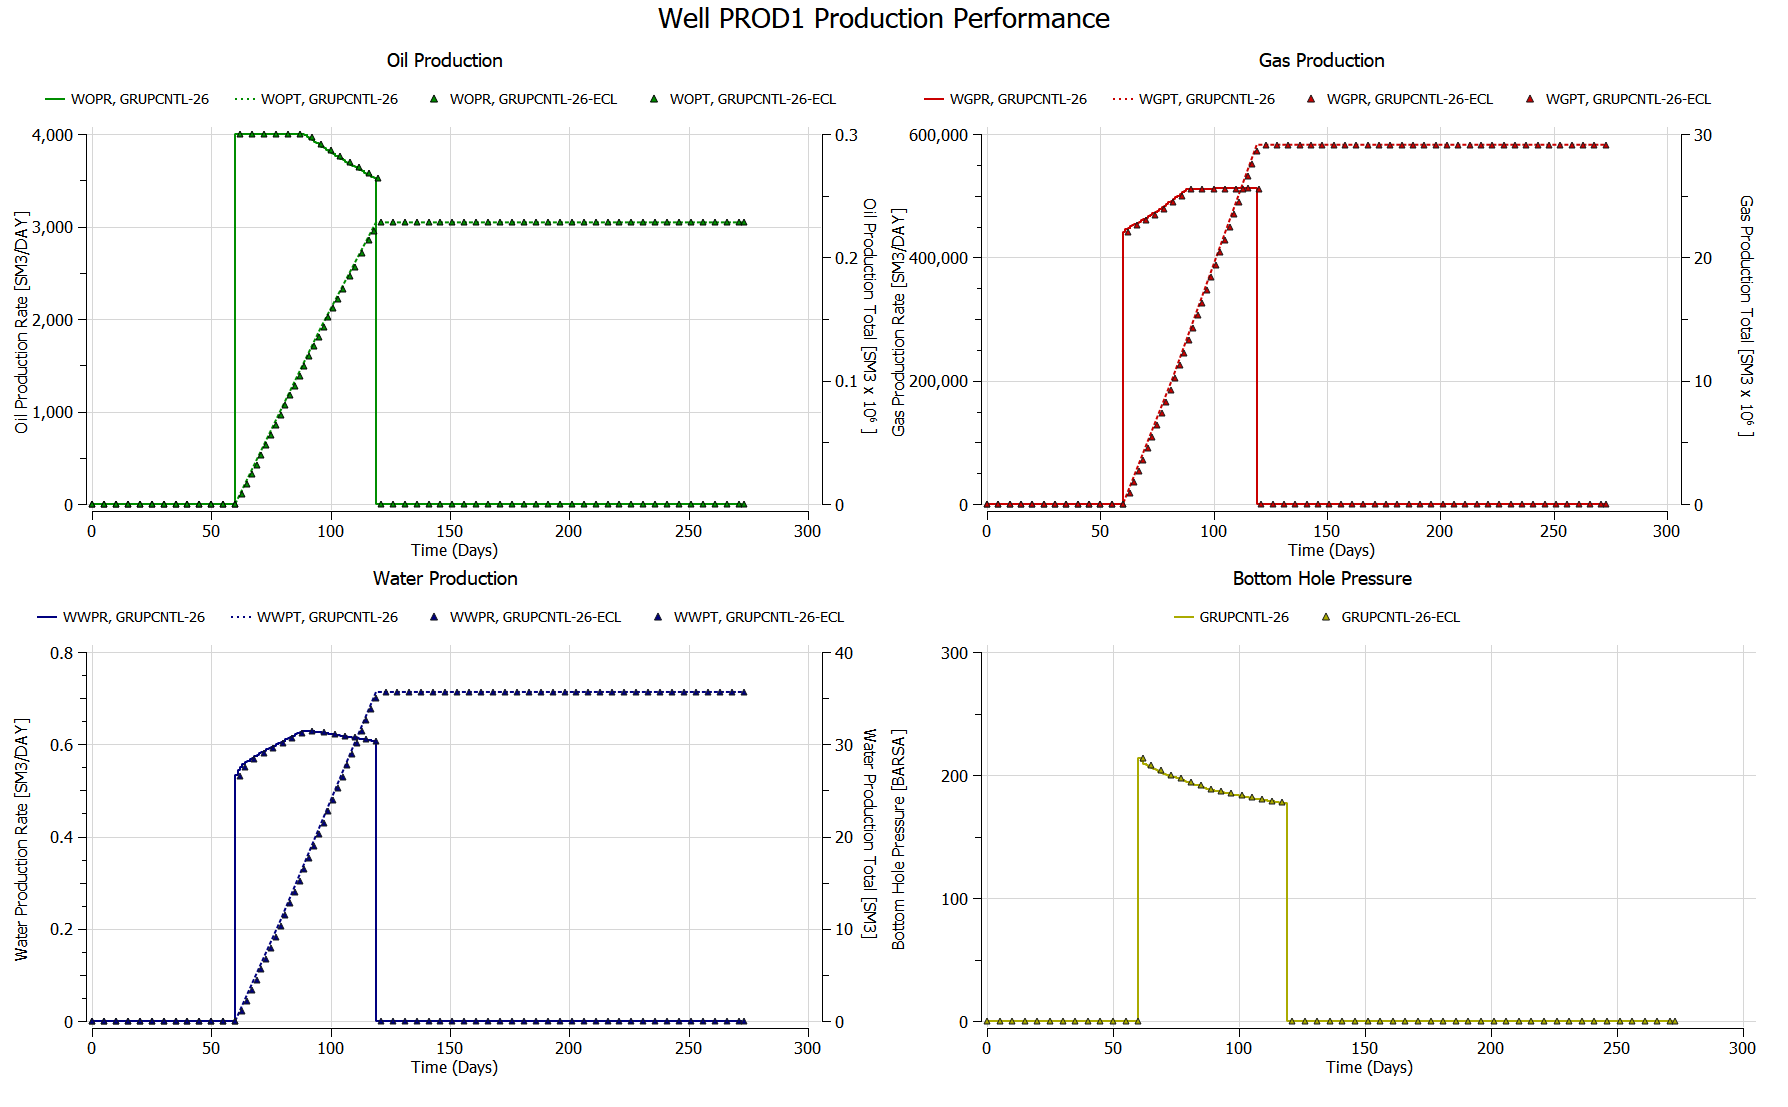 Well PROD1 Production Performance
Oil Production
WOPR, GRUPCNTL-26 WOPT, GRUPCNTL-26 WOPR, GRUPCNTL-26-ECL WOPT, GRUPCNTL-26-ECL
4,000
3,000
2,000
1,000
0
Oil Production Rate [SM3/DAY]
0.3
0.2
0.1
0
Oil Production Total [SM3 x 10⁶ ]
0 50 100 150 200 250 300
Time (Days)
Gas Production
WGPR, GRUPCNTL-26 WGPT, GRUPCNTL-26 WGPR, GRUPCNTL-26-ECL WGPT, GRUPCNTL-26-ECL
600,000
400,000
200,000
0
Gas Production Rate [SM3/DAY]
30
20
10
0
Gas Production Total [SM3 x 10⁶ ]
0 50 100 150 200 250 300
Time (Days)
Water Production
WWPR, GRUPCNTL-26 WWPT, GRUPCNTL-26 WWPR, GRUPCNTL-26-ECL WWPT, GRUPCNTL-26-ECL
0.8
0.6
0.4
0.2
0
Water Production Rate [SM3/DAY]
40
30
20
10
0
Water Production Total [SM3]
0 50 100 150 200 250 300
Time (Days)
Bottom Hole Pressure
GRUPCNTL-26 GRUPCNTL-26-ECL
300
200
100
0
Bottom Hole Pressure [BARSA]
0 50 100 150 200 250 300
Time (Days)